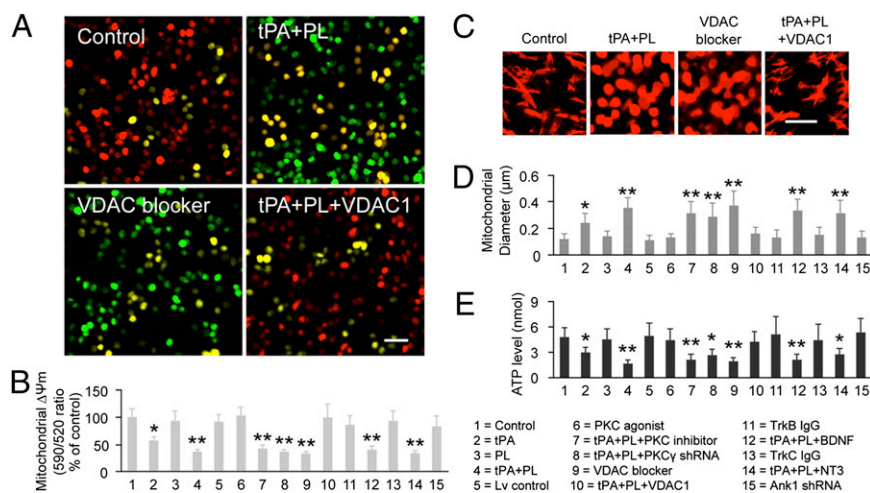 A
Control
tPA+PL
VDAC blocker
tPA+PL+VDAC1
B
Mitochondrial ΔΨm
(590/520 ratio
% of control)
150
100
50
0
1 2 3 4 5 6 7 8 9 10 11 12 13 14 15
* ** ** ** ** ** **
C
Control
tPA+PL
VDAC
blocker
tPA+PL
+VDAC1
D
Mitochondrial
Diameter (µm)
0.6
0.4
0.2
0
* ** ** ** ** ** **
1 2 3 4 5 6 7 8 9 10 11 12 13 14 15
E
ATP level (nmol)
9
6
3
0
* ** ** * ** ** *
1 2 3 4 5 6 7 8 9 10 11 12 13 14 15
1 = Control
2 = tPA
3 = PL
4 = tPA+PL
5 = Lv control
6 = PKC agonist
7 = tPA+PL+PKC inhibitor
8 = tPA+PL+PKCγ shRNA
9 = VDAC blocker
10 = tPA+PL+VDAC1
11 = TrkB IgG
12 = tPA+PL+BDNF
13 = TrkC IgG
14 = tPA+PL+NT3
15 = Ank1 shRNA